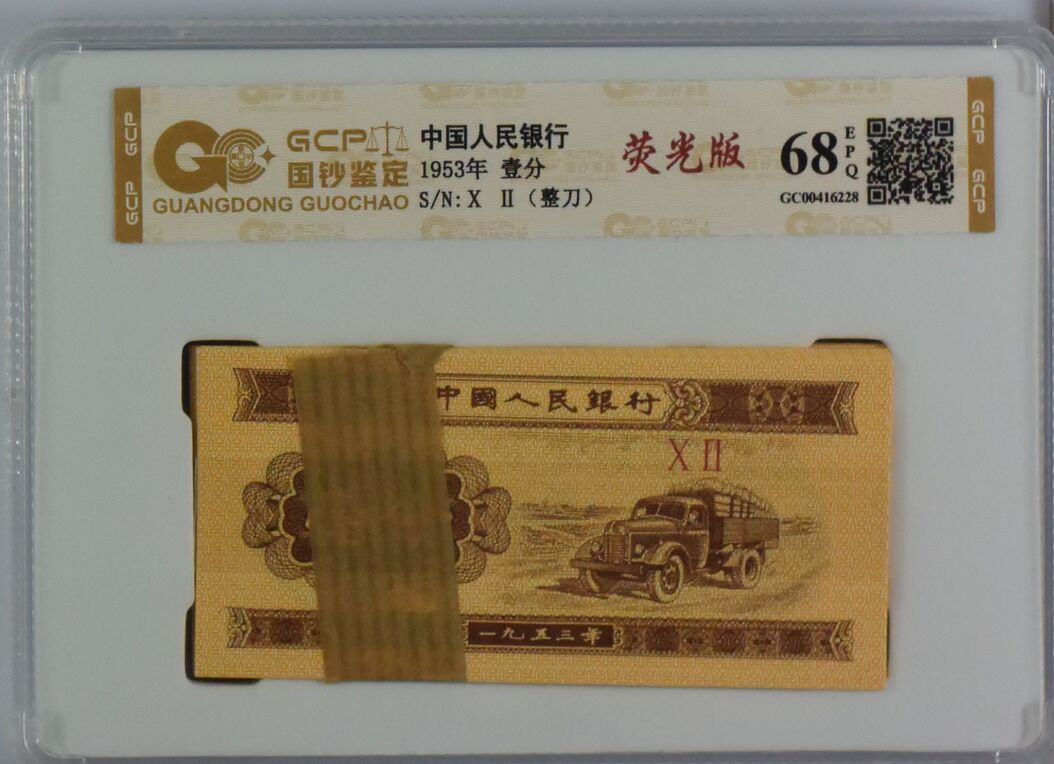 GCP
GCP
GC
GCP
国钞鉴定
GUANGDONG GUOCHAO
中国人民银行
1953年 壹分
S/N: X Ⅱ（整刀）
荧光版
68
EPQ
GC00416228
GCP
GCP
中國人民銀行
X II
一九五三年